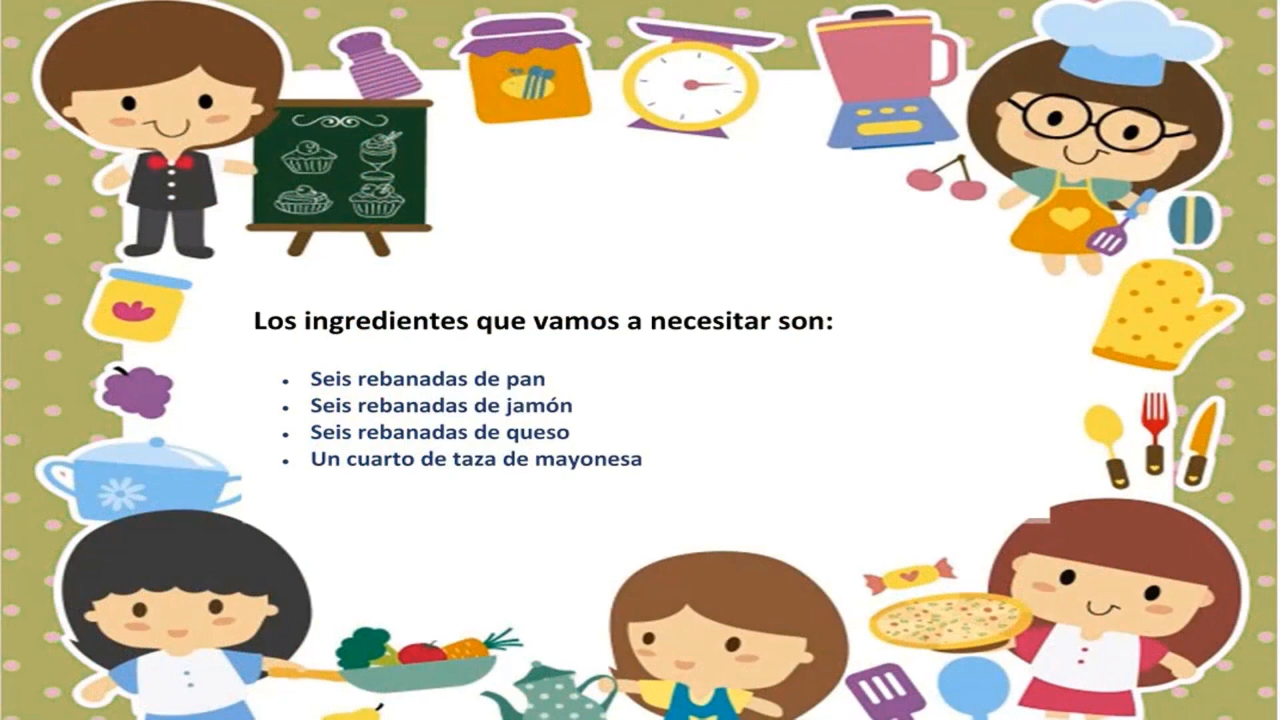 Los ingredientes que vamos a necesitar son:
• Seis rebanadas de pan
• Seis rebanadas de jamón
• Seis rebanadas de queso
• Un cuarto de taza de mayonesa